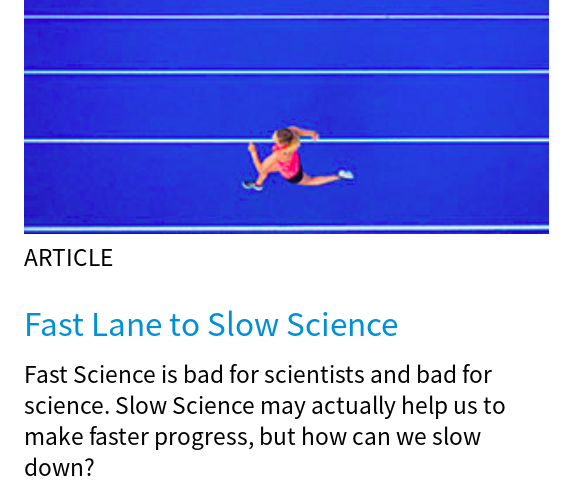 ARTICLE
Fast Lane to Slow Science
Fast Science is bad for scientists and bad for
science. Slow Science may actually help us to
make faster progress, but how can we slow
down?